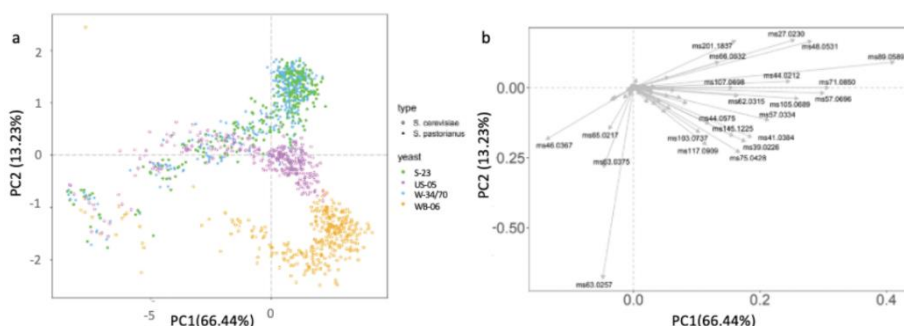 a
2
1
0
-1
-2
PC2 (13.23%)
-5
0
PC1(66.44%)
type
S. cerevisiae
S. pastorianus
yeast
S-23
US-05
W-34/70
WB-06
b
0.00
0.25
-0.50
PC2 (13.23%)
0.0
0.2
0.4
PC1(66.44%)
ms27.0230
ms201.1837
ms48.0531
ms66.0932
ms89.0589
ms107.0698
ms44.0212
ms71.0850
ms62.0315
ms105.0689
ms57.0696
ms57.0334
ms44.0575
ms65.0217
ms145.1225
ms46.0367
ms193.0737
ms41.0384
ms117.0909
ms39.0226
ms75.0428
ms63.0375
ms63.0257